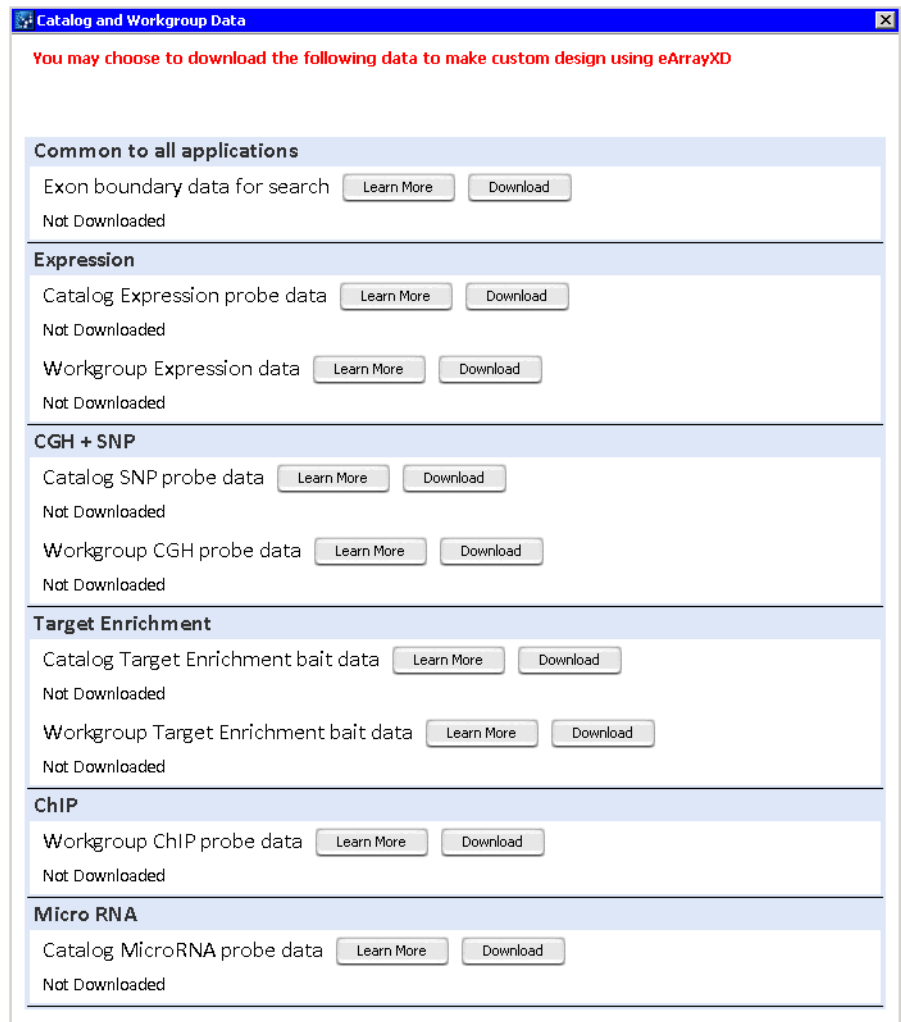 Catalog and Workgroup Data
You may choose to download the following data to make custom design using eArrayXD
Common to all applications
Exon boundary data for search Learn More Download
Not Downloaded
Expression
Catalog Expression probe data Learn More Download
Not Downloaded
Workgroup Expression data Learn More Download
Not Downloaded
CGH + SNP
Catalog SNP probe data Learn More Download
Not Downloaded
Workgroup CGH probe data Learn More Download
Not Downloaded
Target Enrichment
Catalog Target Enrichment bait data Learn More Download
Not Downloaded
Workgroup Target Enrichment bait data Learn More Download
Not Downloaded
ChIP
Workgroup ChIP probe data Learn More Download
Not Downloaded
Micro RNA
Catalog MicroRNA probe data Learn More Download
Not Downloaded